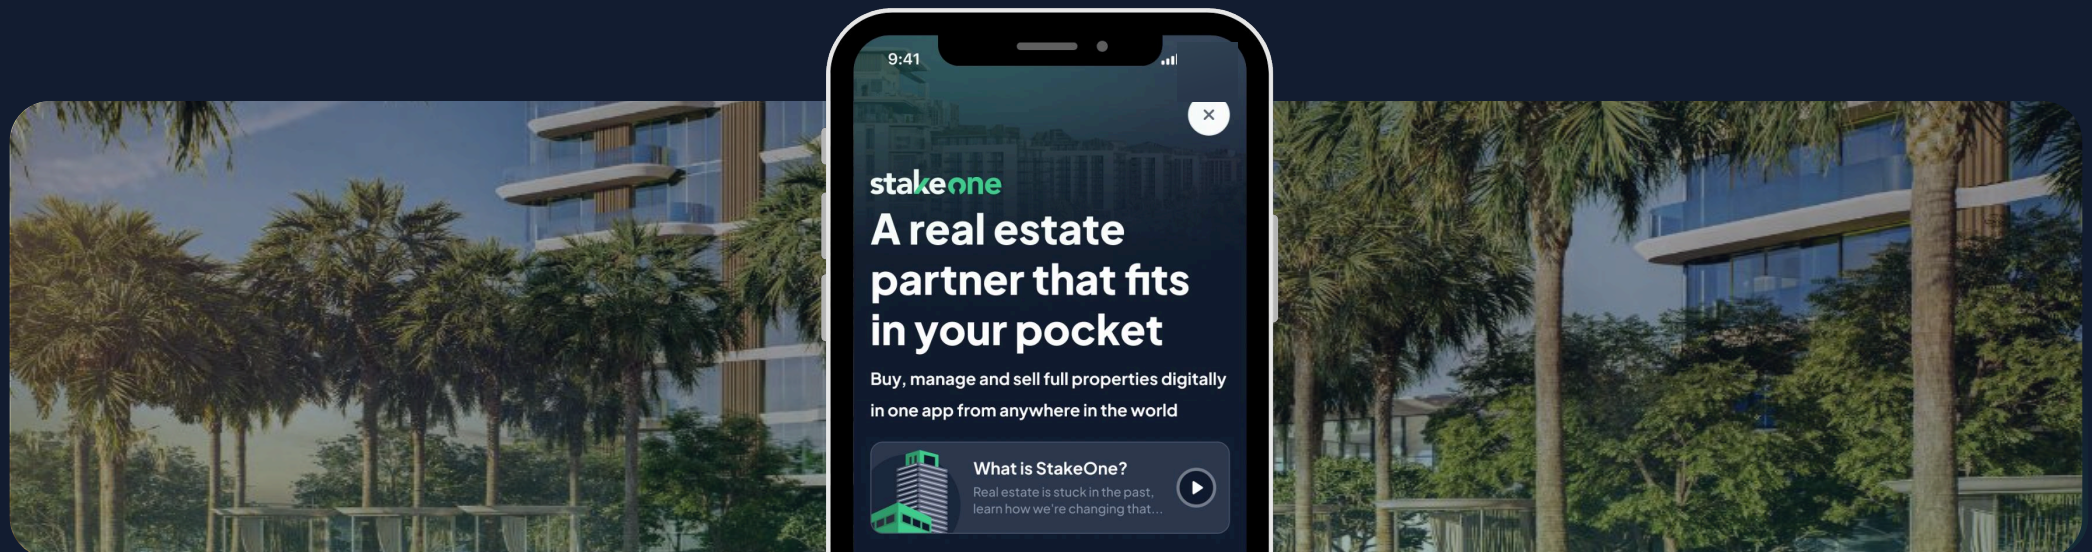 9:41
stakeone
A real estate
partner that fits
in your pocket
Buy, manage and sell full properties digitally
in one app from anywhere in the world
What is StakeOne?
Real estate is stuck in the past,
learn how we're changing that...